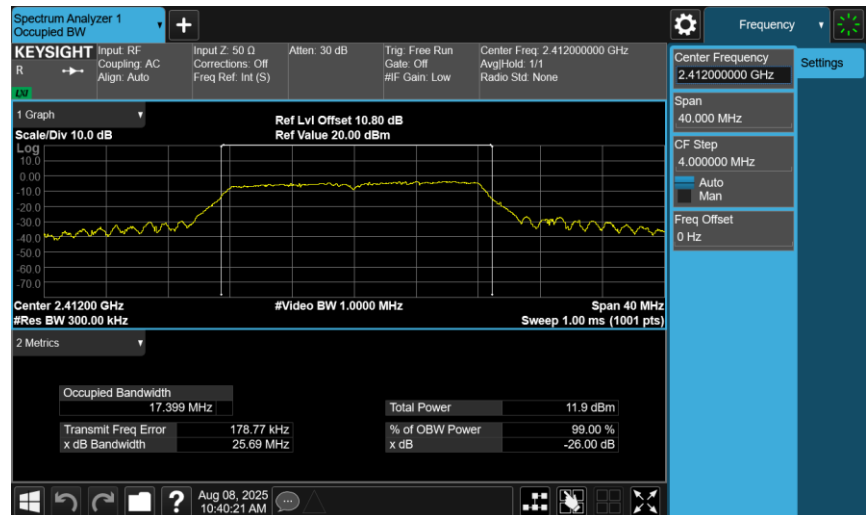 Spectrum Analyzer 1
Occupied BW
+
Frequency
KEYSIGHT
R
LXI
Input: RF
Coupling: AC
Align: Auto
Input Z: 50 Ω
Corrections: Off
Freq Ref: Int (S)
Atten: 30 dB
Trig: Free Run
Gate: Off
#IF Gain: Low
Center Freq: 2.412000000 GHz
Avg|Hold: 1/1
Radio Std: None
Center Frequency
2.412000000 GHz
Settings
Span
40.000 MHz
CF Step
4.000000 MHz
Auto
Man
Freq Offset
0 Hz
1 Graph
Scale/Div 10.0 dB
Ref Lvl Offset 10.80 dB
Ref Value 20.00 dBm
Log
10.0
0.00
-10.0
-20.0
-30.0
-40.0
-50.0
-60.0
-70.0
Center 2.41200 GHz
#Video BW 1.0000 MHz
Span 40 MHz
#Res BW 300.00 kHz
Sweep 1.00 ms (1001 pts)
2 Metrics
Occupied Bandwidth
17.399 MHz
Total Power 11.9 dBm
Transmit Freq Error 178.77 kHz
% of OBW Power 99.00 %
x dB Bandwidth 25.69 MHz
x dB -26.00 dB
?
Aug 08, 2025
10:40:21 AM